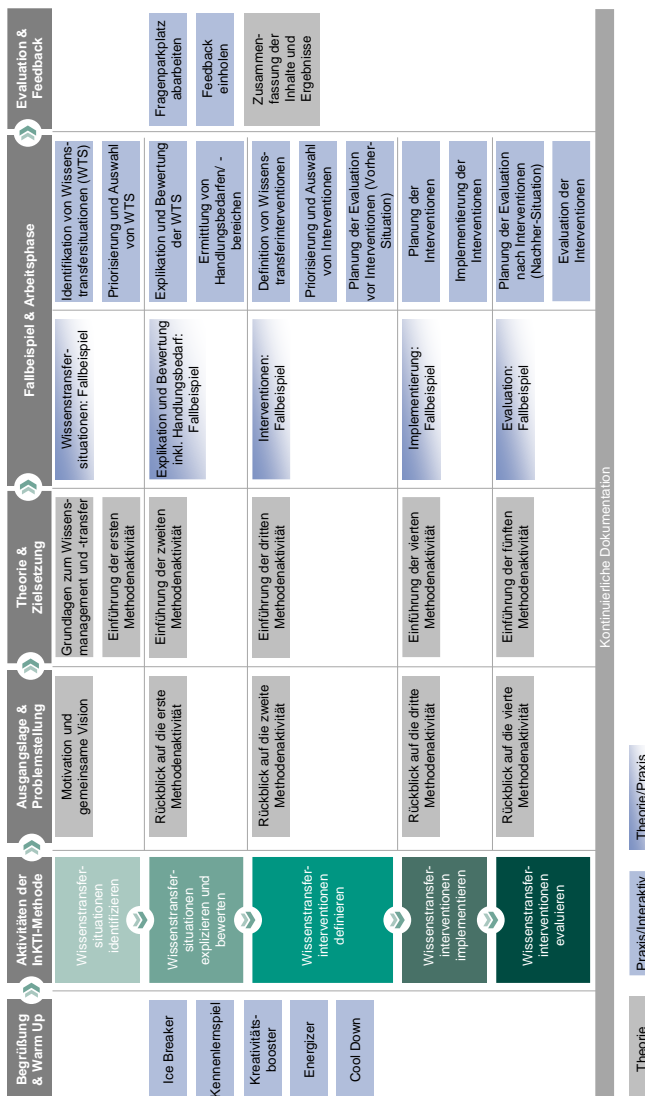 Begrüßung
& Warm Up
Aktivitäten der
InKTI-Methode
Ausgangslage &
Problemstellung
Theorie &
Zielsetzung
Fallbeispiel & Arbeitsphase
Evaluation &
Feedback
Ice Breaker
Kennenlernspiel
Kreativitäts-
booster
Energizer
Cool Down
Wissenstransfer-
situationen
identifizieren
Motivation und
gemeinsame Vision
Grundlagen zum Wissens-
management und -transfer
Einführung der ersten
Methodenaktivität
Wissenstransfer-
situationen: Fallbeispiel
Identifikation von Wissens-
transfersituationen (WTS)
Priorisierung und Auswahl
von WTS
Wissenstransfer-
situationen
explizieren und
bewerten
Rückblick auf die erste
Methodenaktivität
Einführung der zweiten
Methodenaktivität
Explikation und Bewertung
inkl. Handlungsbedarf:
Fallbeispiel
Explikation und Bewertung
der WTS
Ermittlung von
Handlungsbedarfen/ -
bereichen
Wissenstransfer-
interventionen
definieren
Rückblick auf die zweite
Methodenaktivität
Einführung der dritten
Methodenaktivität
Interventionen:
Fallbeispiel
Definition von Wissens-
transferinterventionen
Priorisierung und Auswahl
von Interventionen
Planung der Evaluation
vor Interventionen (Vorher-
Situation)
Wissenstransfer-
interventionen
implementieren
Rückblick auf die dritte
Methodenaktivität
Einführung der vierten
Methodenaktivität
Implementierung:
Fallbeispiel
Planung der
Interventionen
Implementierung der
Interventionen
Wissenstransfer-
interventionen
evaluieren
Rückblick auf die vierte
Methodenaktivität
Einführung der fünften
Methodenaktivität
Evaluation:
Fallbeispiel
Planung der Evaluation
nach Interventionen
(Nachher-Situation)
Evaluation der
Interventionen
Fragenparkplatz
abarbeiten
Feedback
einholen
Zusammen-
fassung der
Inhalte und
Ergebnisse
Kontinuierliche Dokumentation
Theorie
Praxis/Interaktiv
Theorie/Praxis